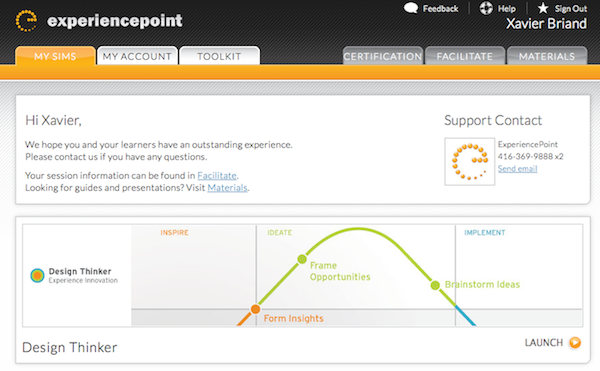 experiencepoint
Feedback
Help
Sign Out
Xavier Briand
MY SIMS
MY ACCOUNT
TOOLKIT
CERTIFICATION
FACILITATE
MATERIALS
Hi Xavier,
We hope you and your learners have an outstanding experience.
Please contact us if you have any questions.
Your session information can be found in Facilitate.
Looking for guides and presentations? Visit Materials.
Support Contact
ExperiencePoint
416-369-9888 x2
Send email
INSPIRE
IDEATE
IMPLEMENT
Design Thinker
Experience Innovation
Frame
Opportunities
Brainstorm Ideas
Form Insights
Design Thinker
LAUNCH